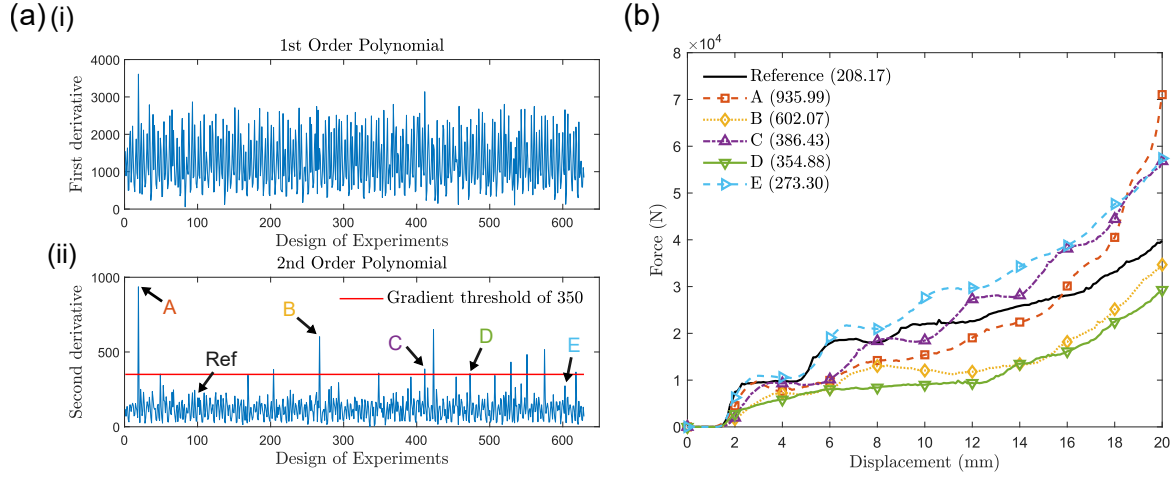 (a)
(i)
1st Order Polynomial
4000
3000
2000
1000
0
First derivative
0 100 200 300 400 500 600
Design of Experiments
(ii)
2nd Order Polynomial
1000
500
0
Second derivative
Gradient threshold of 350
A
B
C
D
E
Ref
0 100 200 300 400 500 600
Design of Experiments
(b)
×10⁴
8
7
6
5
4
3
2
1
0
Force (N)
Reference (208.17)
A (935.99)
B (602.07)
C (386.43)
D (354.88)
E (273.30)
0 2 4 6 8 10 12 14 16 18 20
Displacement (mm)